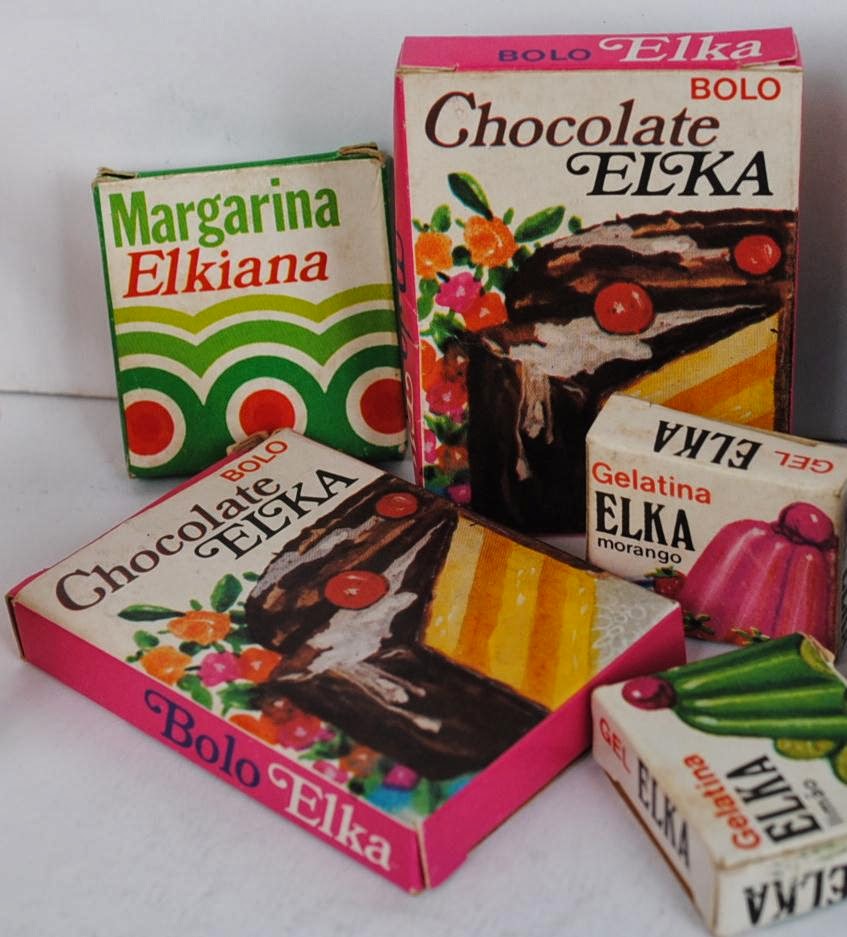 BOLO Elka
BOLO
Chocolate
ELKA
Margarina
Elkiana
GEL ELKA
Gelatina
ELKA
morango
BOLO
Chocolate
ELKA
Bolo Elka
GEL ELKA
Gelatina
ELKA
limão
ELKA